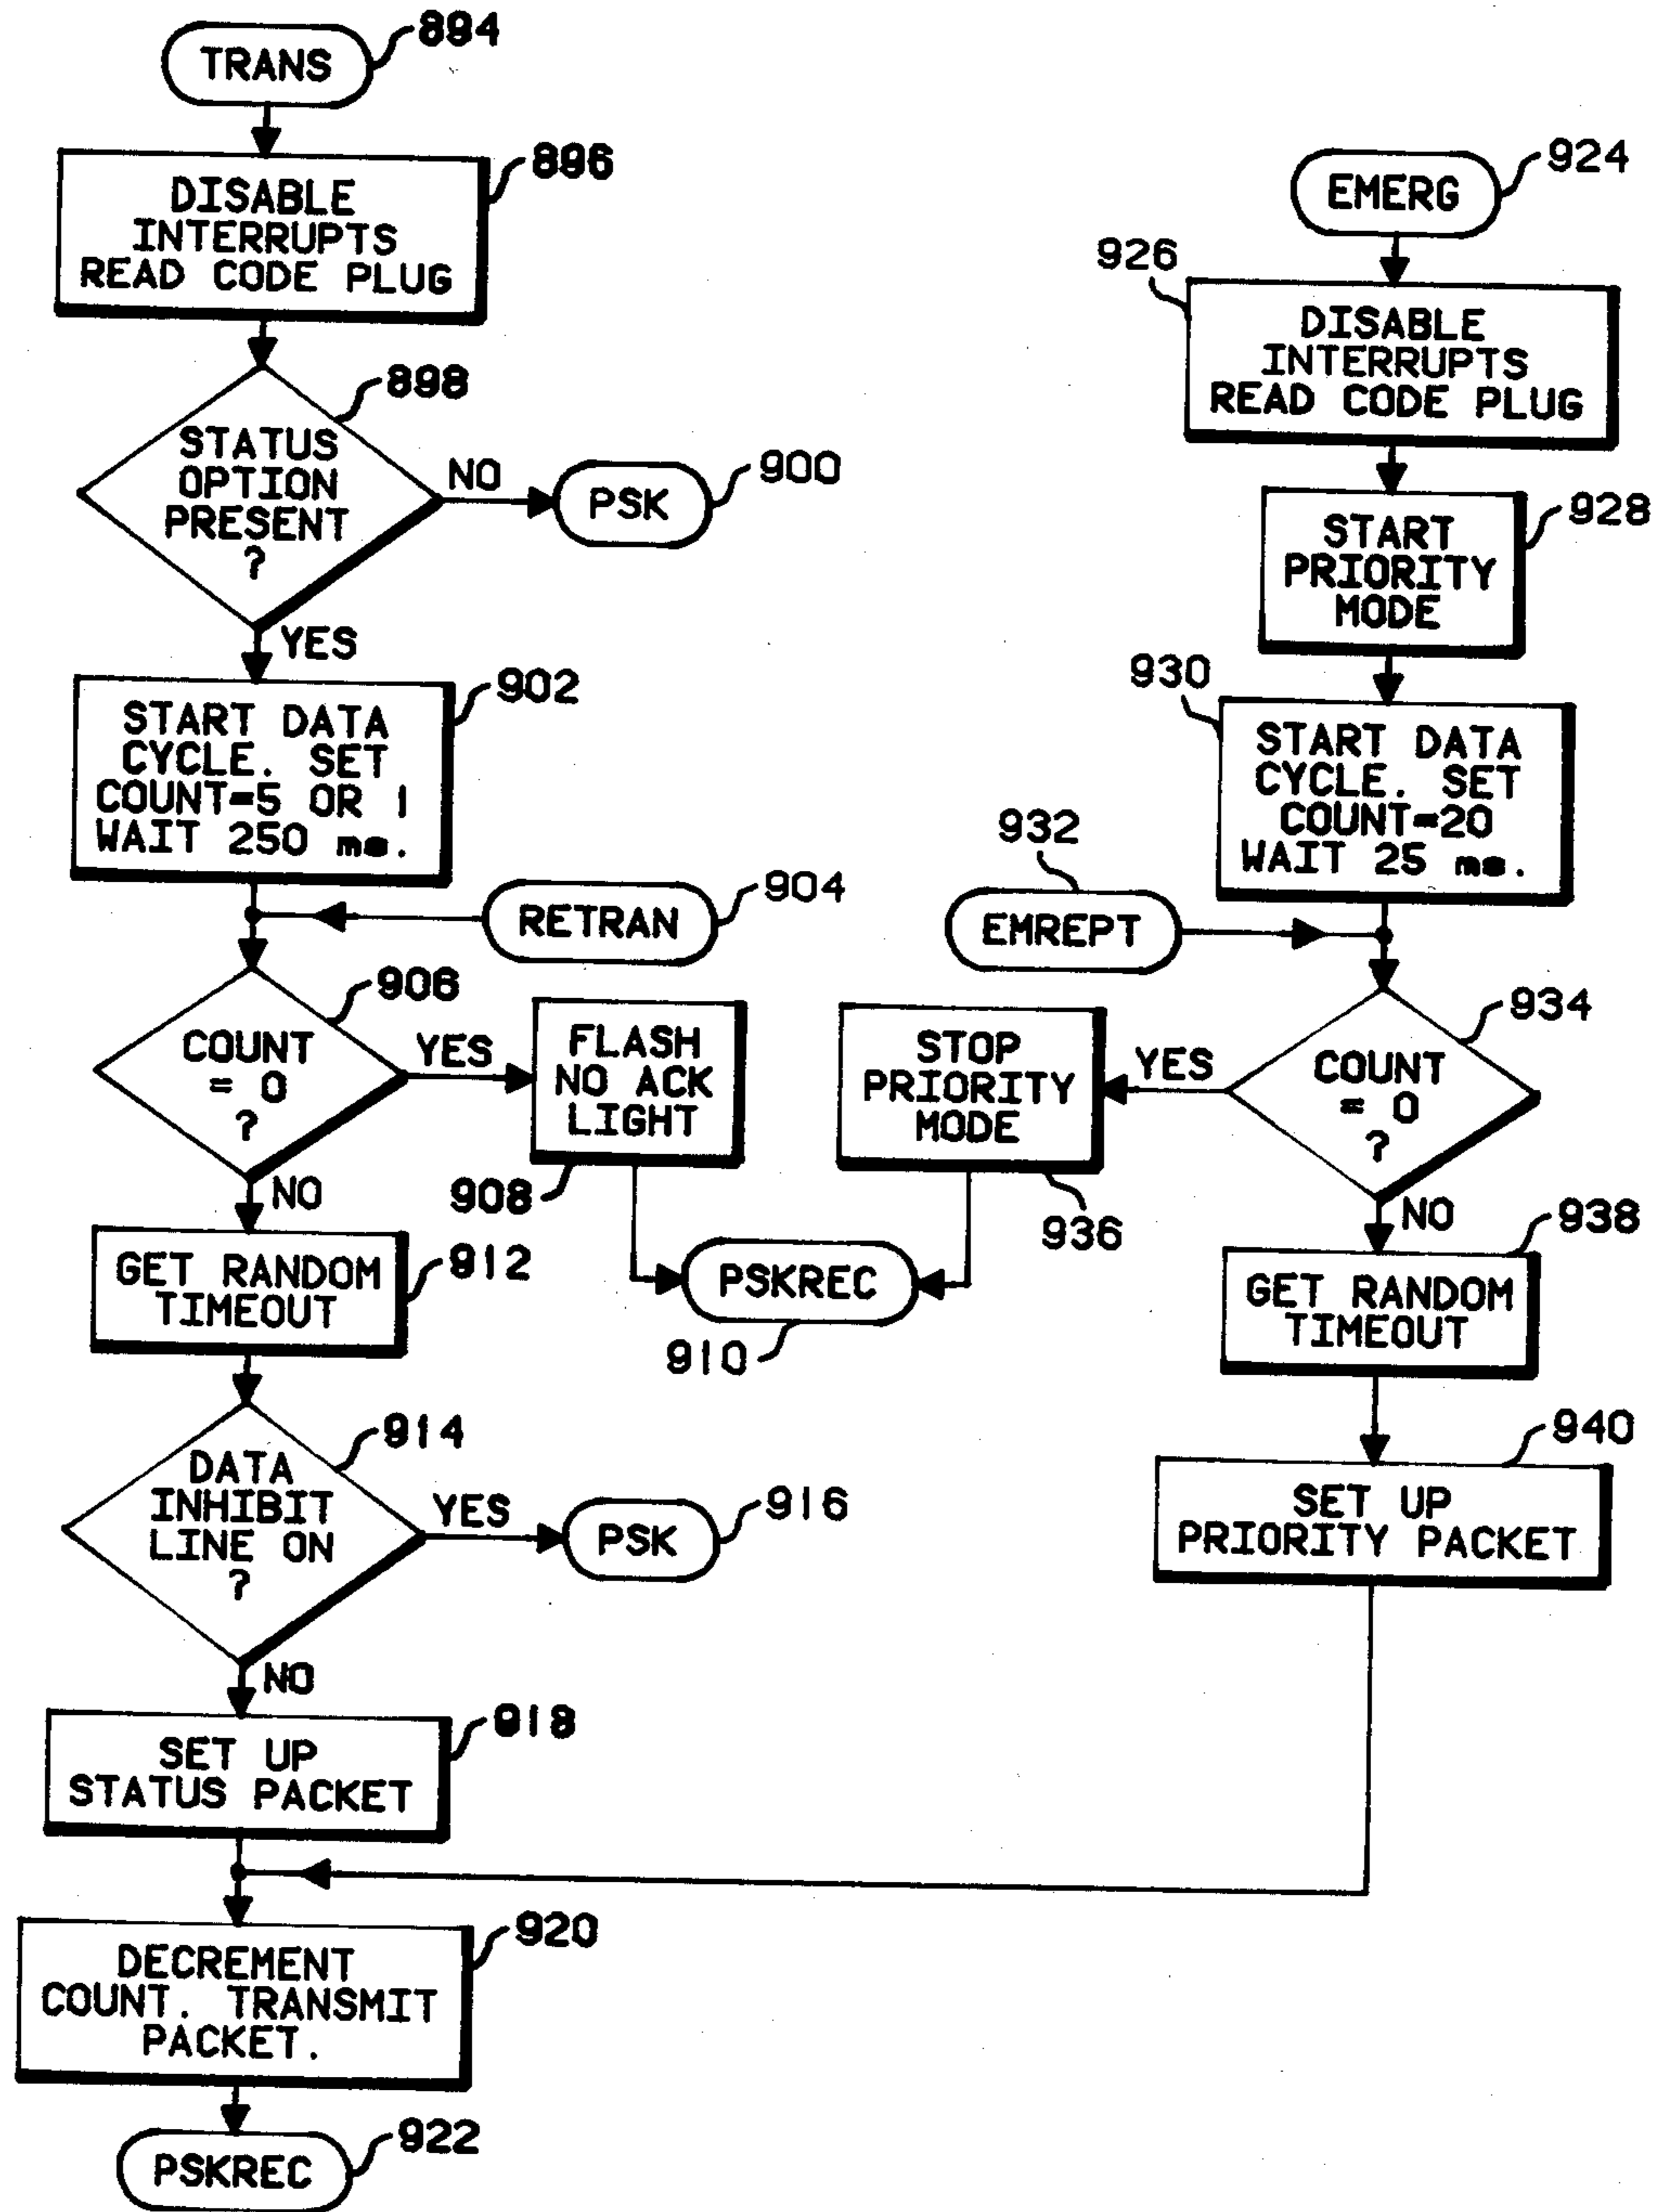 TRANS
894
DISABLE
INTERRUPTS
READ CODE PLUG
896
STATUS
OPTION
PRESENT
?
898
NO
PSK
900
YES
START DATA
CYCLE. SET
COUNT=5 OR 1
WAIT 250 ms.
902
RETRAN
904
COUNT
= 0
?
906
YES
FLASH
NO ACK
LIGHT
908
PSKREC
910
NO
GET RANDOM
TIMEOUT
912
DATA
INHIBIT
LINE ON
?
914
YES
PSK
916
NO
SET UP
STATUS PACKET
918
DECREMENT
COUNT. TRANSMIT
PACKET.
920
PSKREC
922
EMERG
924
926
DISABLE
INTERRUPTS
READ CODE PLUG
START
PRIORITY
MODE
928
930
START DATA
CYCLE. SET
COUNT=20
WAIT 25 ms.
932
EMREPT
COUNT
= 0
?
934
YES
STOP
PRIORITY
MODE
936
NO
GET RANDOM
TIMEOUT
938
SET UP
PRIORITY PACKET
940